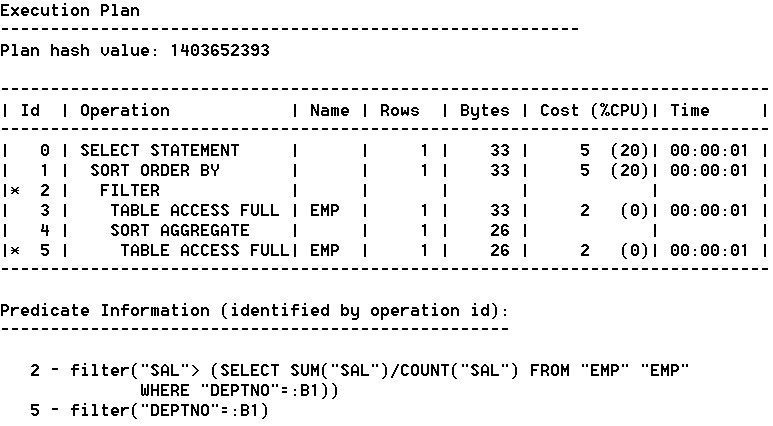 Execution Plan
----------------------------------------------------------
Plan hash value: 1403652393

-----------------------------------------------------------------------------
| Id  | Operation            | Name | Rows  | Bytes | Cost (%CPU)| Time     |
-----------------------------------------------------------------------------
|   0 | SELECT STATEMENT     |      |     1 |    33 |     5  (20)| 00:00:01 |
|   1 |  SORT ORDER BY       |      |     1 |    33 |     5  (20)| 00:00:01 |
|*  2 |   FILTER             |      |       |       |            |          |
|   3 |    TABLE ACCESS FULL | EMP  |     1 |    33 |     2   (0)| 00:00:01 |
|   4 |    SORT AGGREGATE    |      |     1 |    26 |            |          |
|*  5 |     TABLE ACCESS FULL| EMP  |     1 |    26 |     2   (0)| 00:00:01 |
-----------------------------------------------------------------------------

Predicate Information (identified by operation id):
---------------------------------------------------

   2 - filter("SAL"> (SELECT SUM("SAL")/COUNT("SAL") FROM "EMP" "EMP"
              WHERE "DEPTNO"=:B1))
   5 - filter("DEPTNO"=:B1)